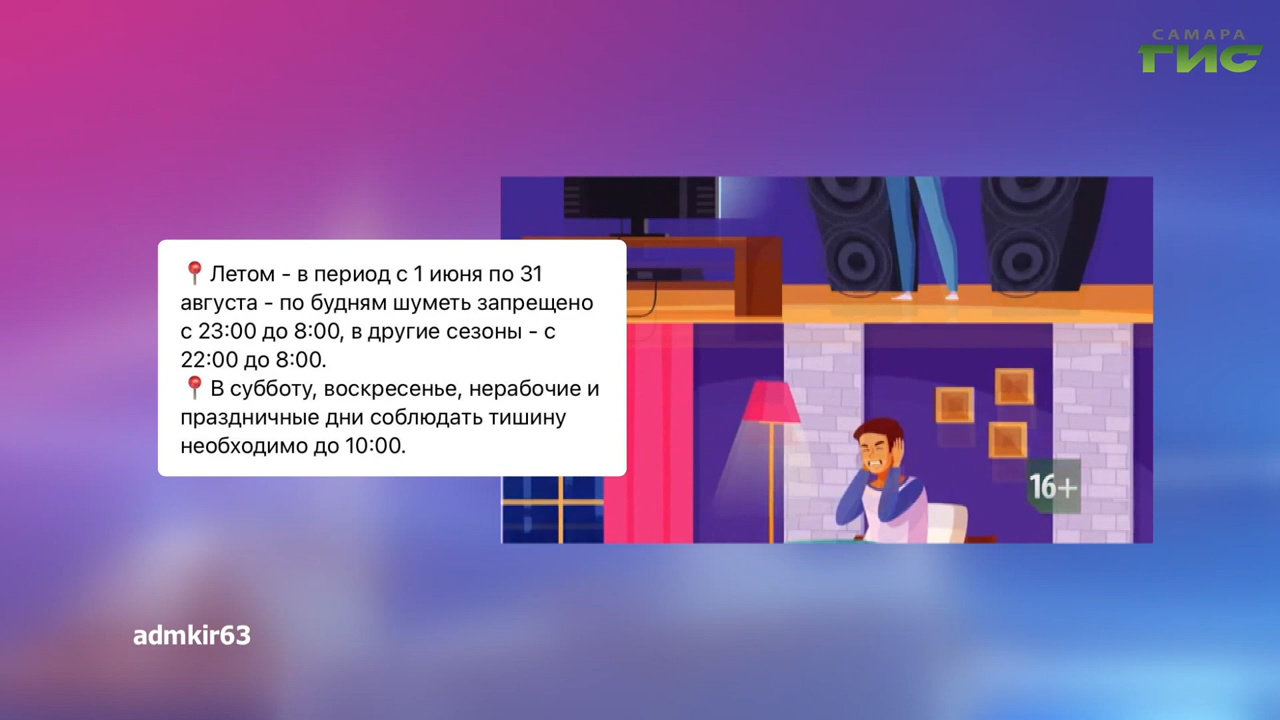 САМАРА
ГИС
📍Летом - в период с 1 июня по 31
августа - по будням шуметь запрещено
с 23:00 до 8:00, в другие сезоны - с
22:00 до 8:00.
📍В субботу, воскресенье, нерабочие и
праздничные дни соблюдать тишину
необходимо до 10:00.
16+
admkir63